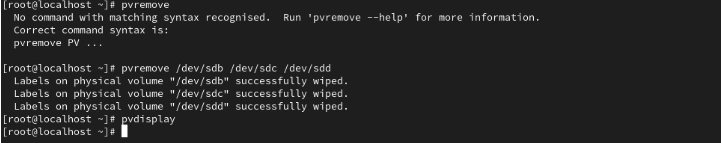 [root@localhost ~]# pvremove
  No command with matching syntax recognised.  Run 'pvremove --help' for more information.
  Correct command syntax is:
  pvremove PV ...

[root@localhost ~]# pvremove /dev/sdb /dev/sdc /dev/sdd
  Labels on physical volume "/dev/sdb" successfully wiped.
  Labels on physical volume "/dev/sdc" successfully wiped.
  Labels on physical volume "/dev/sdd" successfully wiped.
[root@localhost ~]# pvdisplay
[root@localhost ~]#